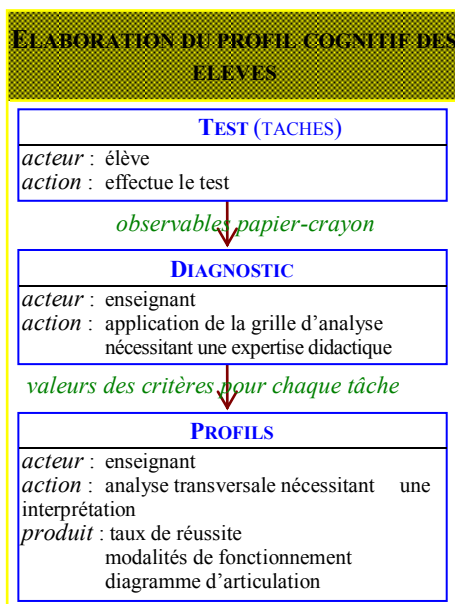 ELABORATION DU PROFIL COGNITIF DES
ELEVES
TEST (TACHES)
acteur : élève
action : effectue le test
observables papier-crayon
DIAGNOSTIC
acteur : enseignant
action : application de la grille d’analyse
nécessitant une expertise didactique
valeurs des critères pour chaque tâche
PROFILS
acteur : enseignant
action : analyse transversale nécessitant une
interprétation
produit : taux de réussite
modalités de fonctionnement
diagramme d’articulation